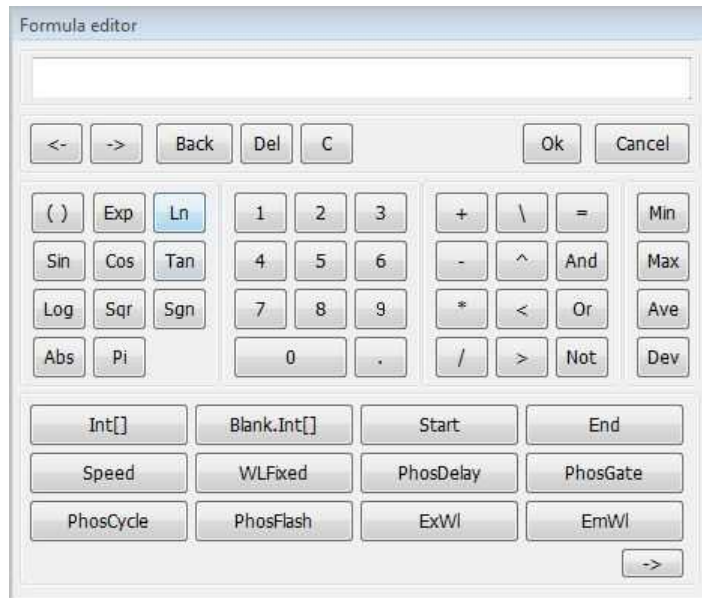 Formula editor
<- -> Back Del C Ok Cancel
( ) Exp Ln 1 2 3 + \ = Min
Sin Cos Tan 4 5 6 - ^ And Max
Log Sqr Sgn 7 8 9 * < Or Ave
Abs Pi 0 . / > Not Dev
Int[] Blank.Int[] Start End
Speed WLFixed PhosDelay PhosGate
PhosCycle PhosFlash ExWl EmWl
->